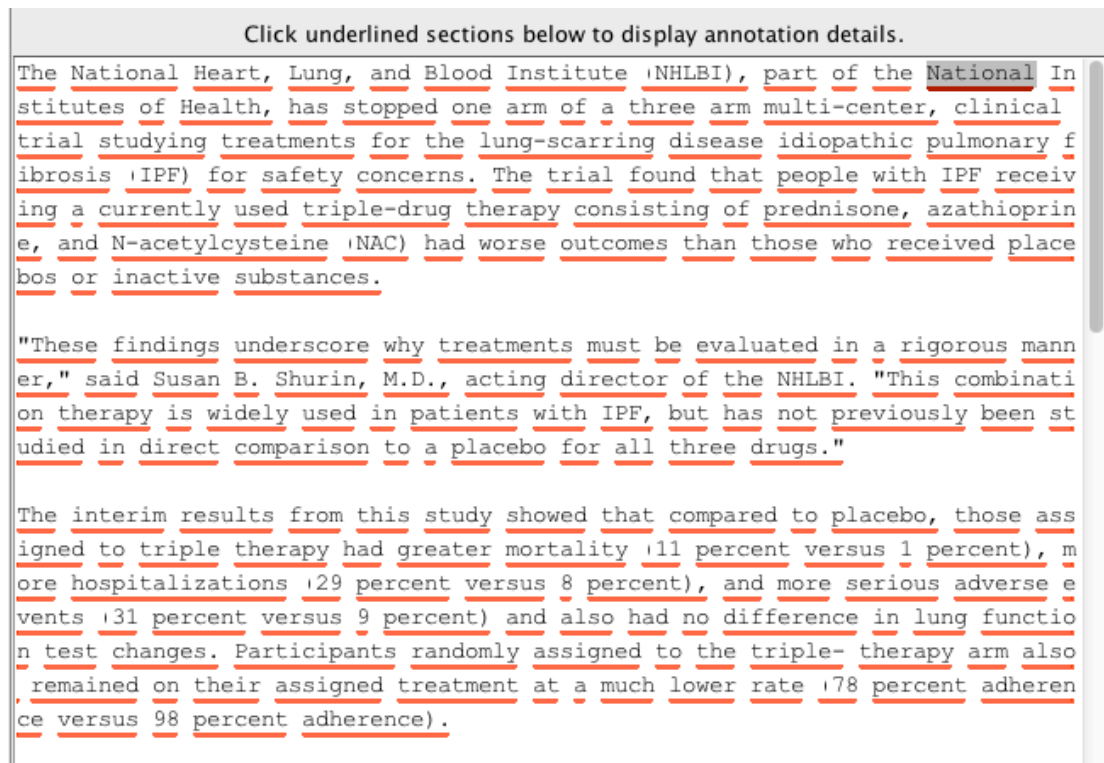 Click underlined sections below to display annotation details.
The National Heart, Lung, and Blood Institute (NHLBI), part of the National In
stitutes of Health, has stopped one arm of a three arm multi-center, clinical
trial studying treatments for the lung-scarring disease idiopathic pulmonary f
ibrosis (IPF) for safety concerns. The trial found that people with IPF receiv
ing a currently used triple-drug therapy consisting of prednisone, azathioprin
e, and N-acetylcysteine (NAC) had worse outcomes than those who received place
bos or inactive substances.

"These findings underscore why treatments must be evaluated in a rigorous mann
er," said Susan B. Shurin, M.D., acting director of the NHLBI. "This combinati
on therapy is widely used in patients with IPF, but has not previously been st
udied in direct comparison to a placebo for all three drugs."

The interim results from this study showed that compared to placebo, those ass
igned to triple therapy had greater mortality (11 percent versus 1 percent), m
ore hospitalizations (29 percent versus 8 percent), and more serious adverse e
vents (31 percent versus 9 percent) and also had no difference in lung functio
n test changes. Participants randomly assigned to the triple- therapy arm also
 remained on their assigned treatment at a much lower rate (78 percent adheren
ce versus 98 percent adherence).